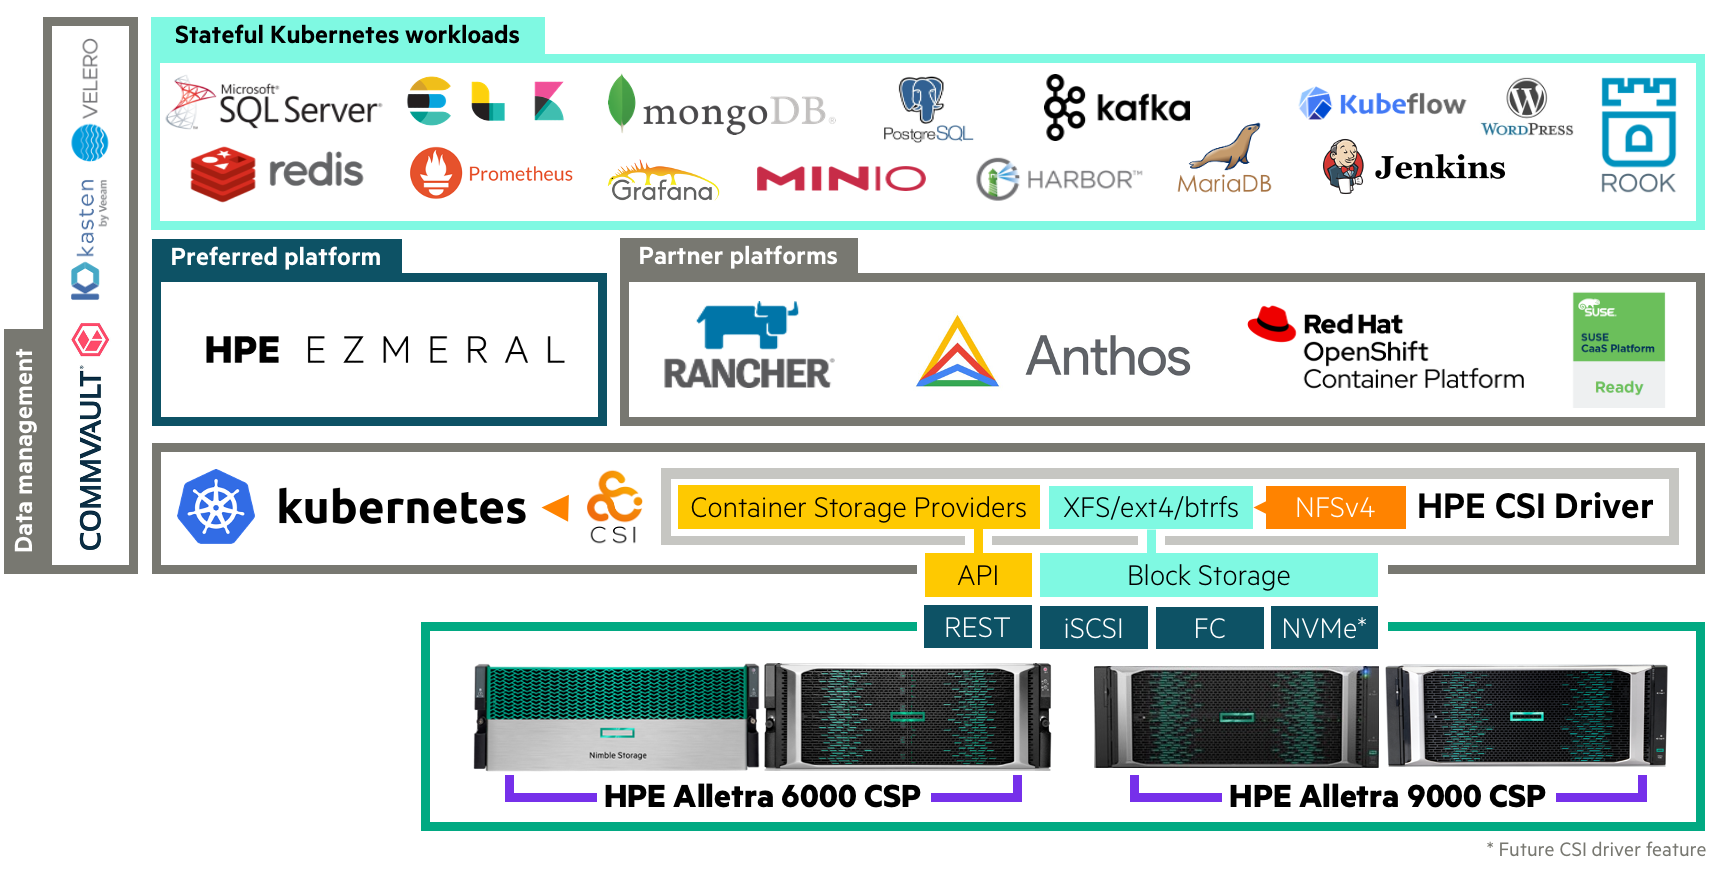 Data management
COMMVAULT®
kasten
by Veeam
VELERO
Stateful Kubernetes workloads
Microsoft®
SQL Server®
mongoDB®
PostgreSQL
kafka
Kubeflow
WORDPRESS
redis
Prometheus
Grafana
MINIO
HARBOR™
MariaDB
Jenkins
ROOK
Preferred platform
HPE EZMERAL
Partner platforms
RANCHER®
Anthos
Red Hat
OpenShift
Container Platform
SUSE
SUSE
CaaS Platform
Ready
kubernetes
CSI
Container Storage Providers
XFS/ext4/btrfs
NFSv4
HPE CSI Driver
API
Block Storage
REST
iSCSI
FC
NVMe*
Nimble Storage
HPE Alletra 6000 CSP
HPE Alletra 9000 CSP
* Future CSI driver feature